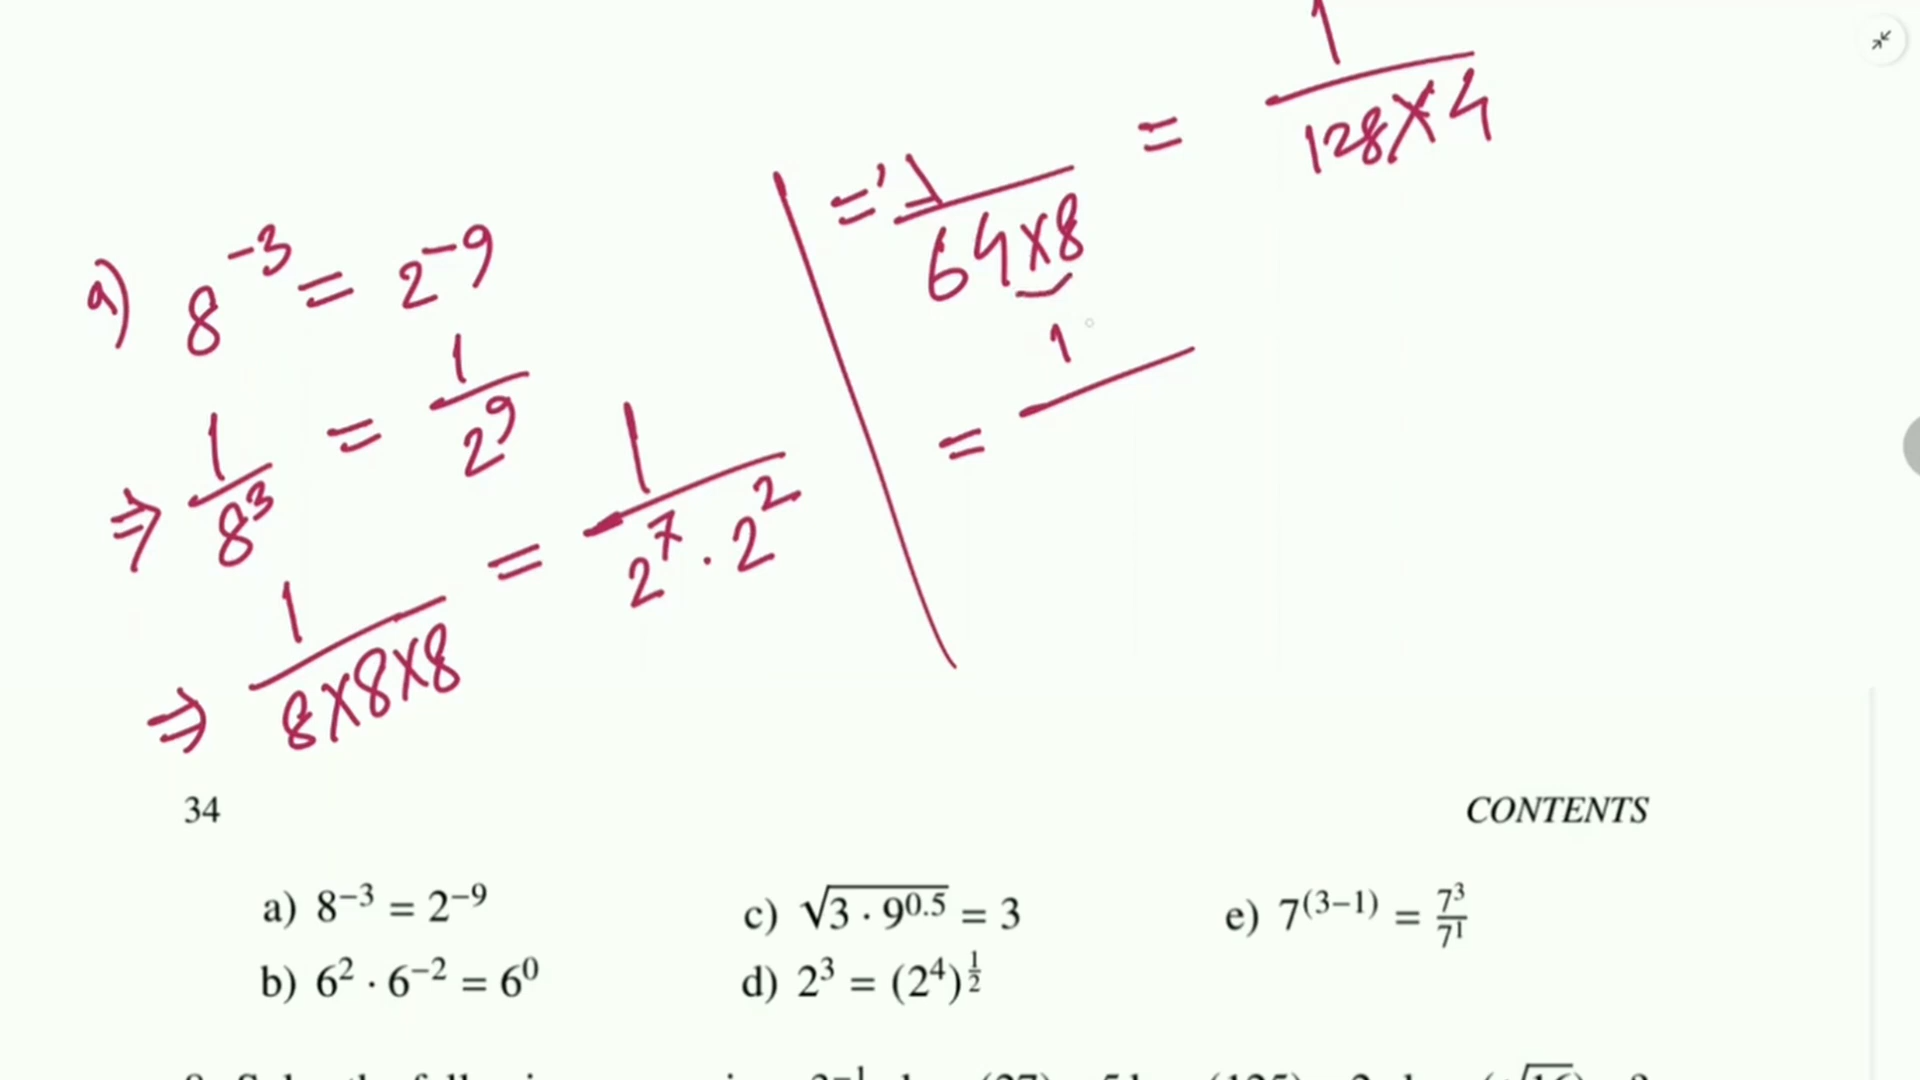 a) 8^-3 = 2^-9
⇒ 1/8^3 = 1/2^9
⇒ 1/(8×8×8) = 1/(2^7 · 2^2)
= 1/(64×8) = 1/(128×4)
= 1
34 CONTENTS
a) 8^−3 = 2^−9 c) √(3 · 9^0.5) = 3 e) 7^(3−1) = 7^3/7^1
b) 6^2 · 6^−2 = 6^0 d) 2^3 = (2^4)^1/2